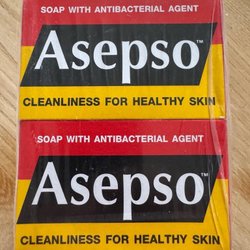 SOAP WITH ANTIBACTERIAL AGENT
Asepso™
CLEANLINESS FOR HEALTHY SKIN
SOAP WITH ANTIBACTERIAL AGENT
Asepso™
CLEANLINESS FOR HEALTHY SKIN